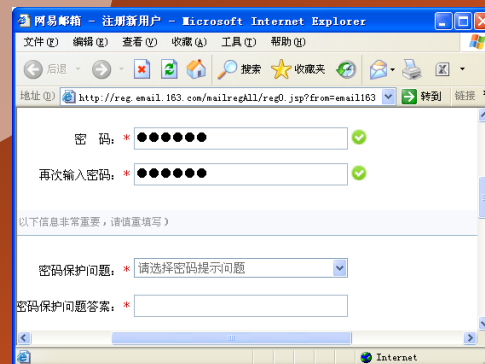 网易邮箱 - 注册新用户 - Microsoft Internet Explorer
文件(F) 编辑(E) 查看(V) 收藏(A) 工具(T) 帮助(H)
后退 搜索 收藏夹
地址(D) http://reg.email.163.com/mailregAll/reg0.jsp?from=email163 转到 链接
密 码：* ●●●●●●
再次输入密码：* ●●●●●●
以下信息非常重要，请慎重填写）
密码保护问题：* 请选择密码提示问题
密码保护问题答案：*
Internet